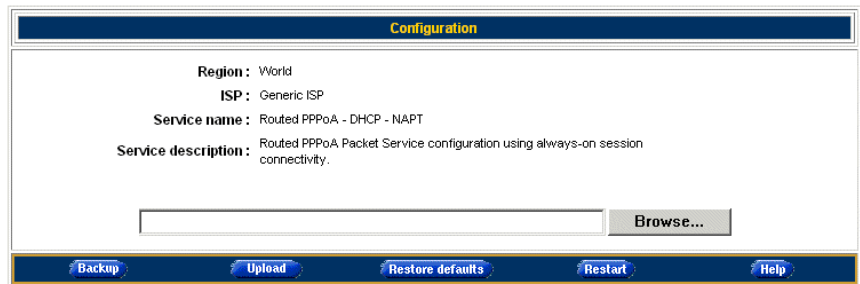 Configuration
Region : World
ISP : Generic ISP
Service name : Routed PPPoA - DHCP - NAPT
Service description : Routed PPPoA Packet Service configuration using always-on session
connectivity.
Browse...
Backup Upload Restore defaults Restart Help